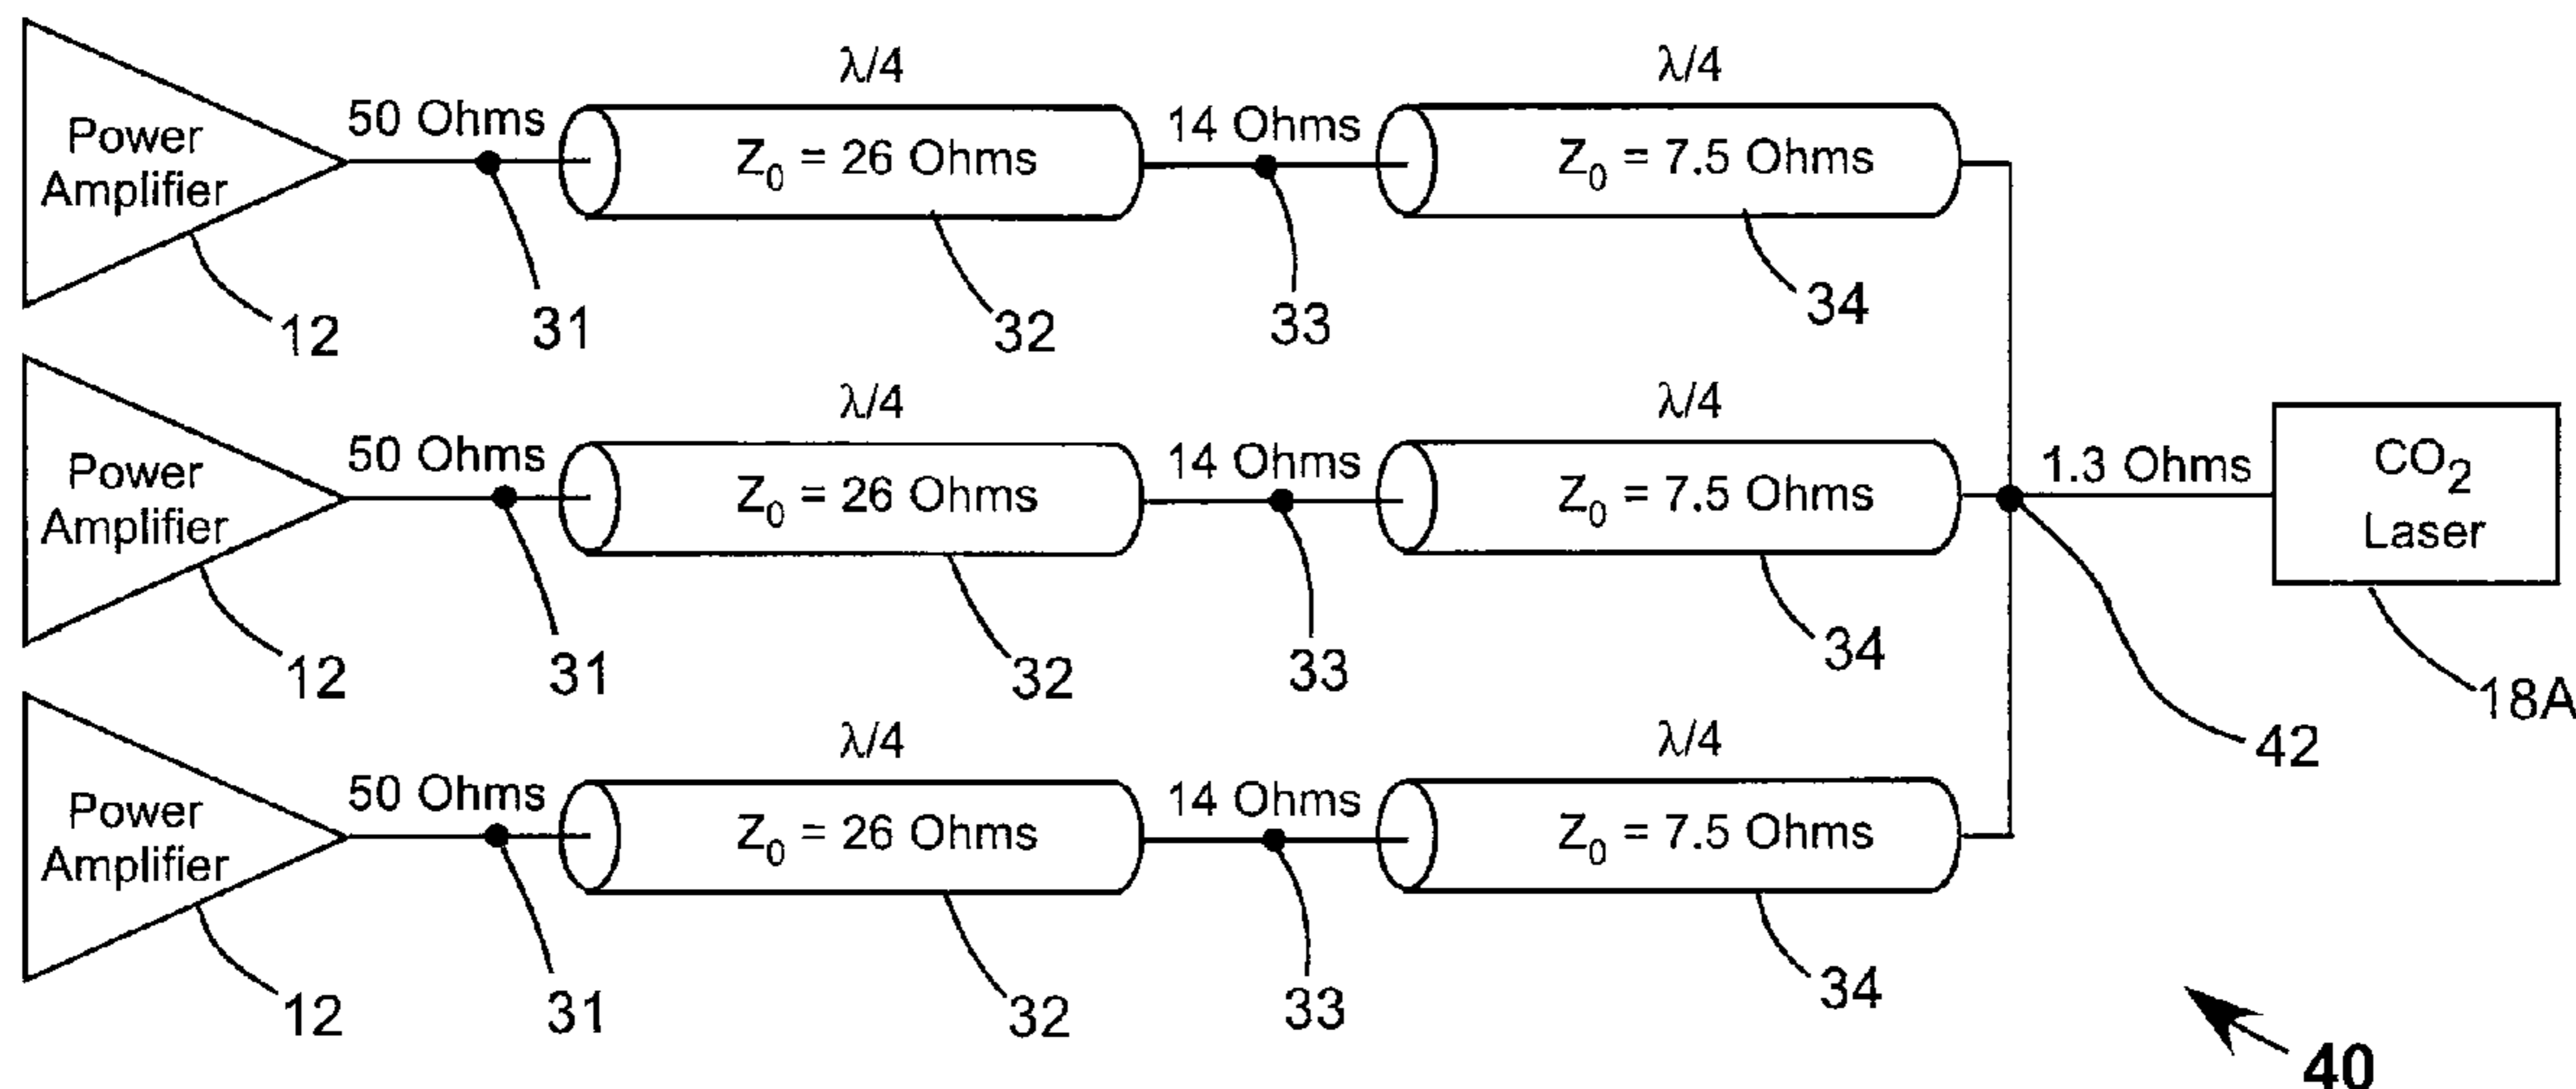 λ/4 λ/4
Power Amplifier
50 Ohms
Z0 = 26 Ohms
14 Ohms
Z0 = 7.5 Ohms
12
31
32
33
34
λ/4 λ/4
Power Amplifier
50 Ohms
Z0 = 26 Ohms
14 Ohms
Z0 = 7.5 Ohms
1.3 Ohms
CO2
Laser
12
31
32
33
34
42
18A
λ/4 λ/4
Power Amplifier
50 Ohms
Z0 = 26 Ohms
14 Ohms
Z0 = 7.5 Ohms
12
31
32
33
34
40